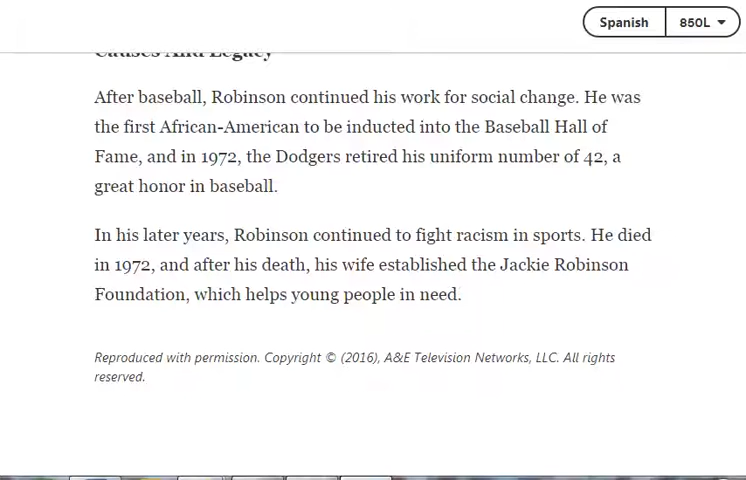 Spanish
850L
Causes And Legacy
After baseball, Robinson continued his work for social change. He was
the first African-American to be inducted into the Baseball Hall of
Fame, and in 1972, the Dodgers retired his uniform number of 42, a
great honor in baseball.
In his later years, Robinson continued to fight racism in sports. He died
in 1972, and after his death, his wife established the Jackie Robinson
Foundation, which helps young people in need.
Reproduced with permission. Copyright © (2016), A&E Television Networks, LLC. All rights
reserved.